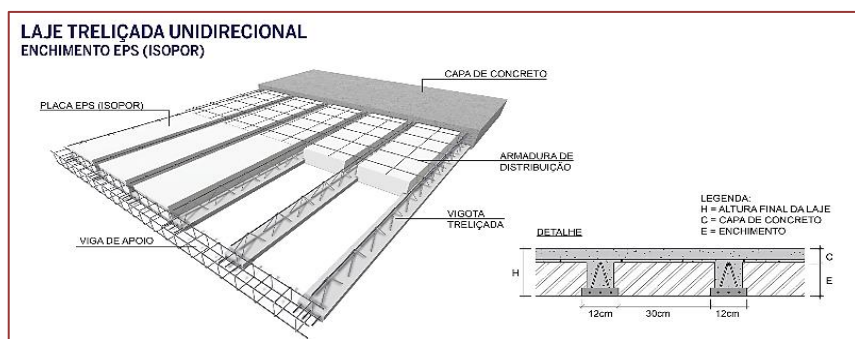 LAJE TRELIÇADA UNIDIRECIONAL
ENCHIMENTO EPS (ISOPOR)
CAPA DE CONCRETO
PLACA EPS (ISOPOR)
ARMADURA DE
DISTRIBUIÇÃO
VIGOTA
TRELIÇADA
VIGA DE APOIO
LEGENDA:
H = ALTURA FINAL DA LAJE
C = CAPA DE CONCRETO
E = ENCHIMENTO
DETALHE
H
C
E
12cm
30cm
12cm